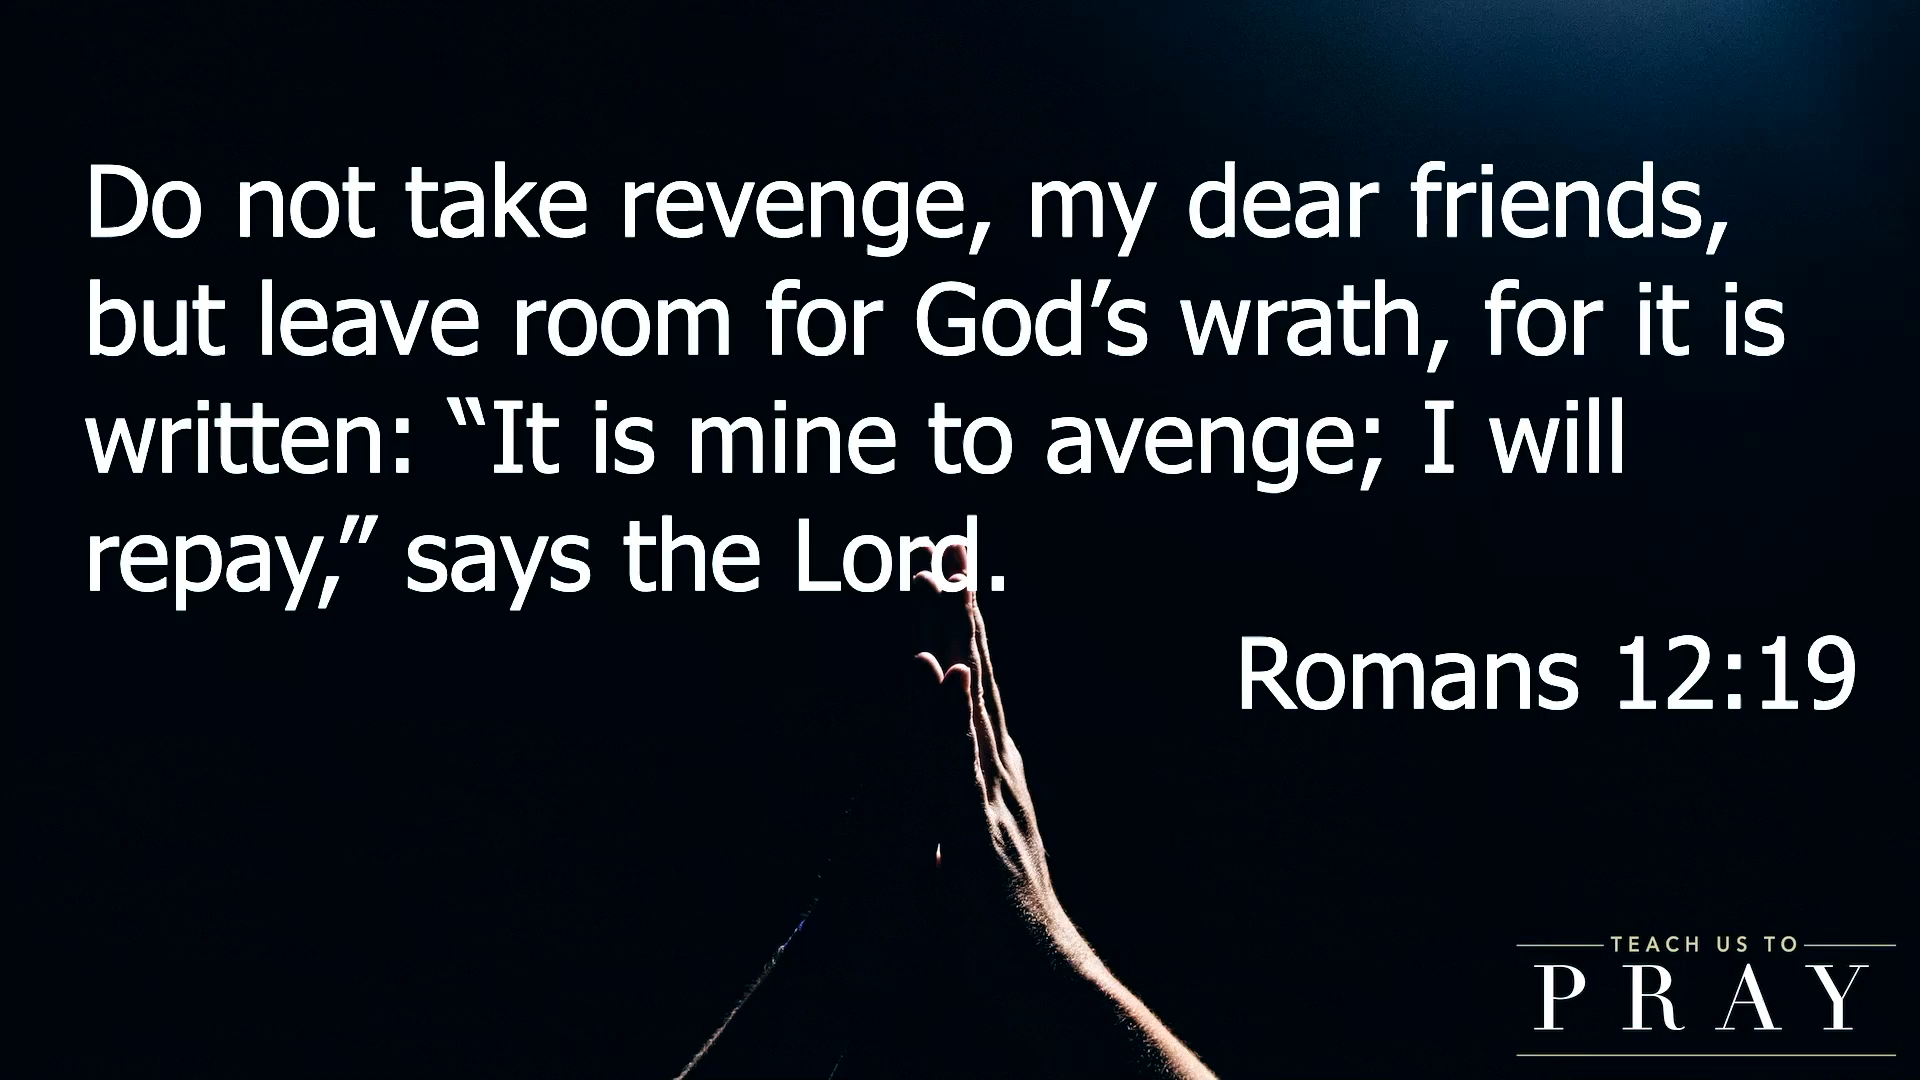 Do not take revenge, my dear friends,
but leave room for God’s wrath, for it is
written: “It is mine to avenge; I will
repay,” says the Lord.
Romans 12:19
TEACH US TO
PRAY